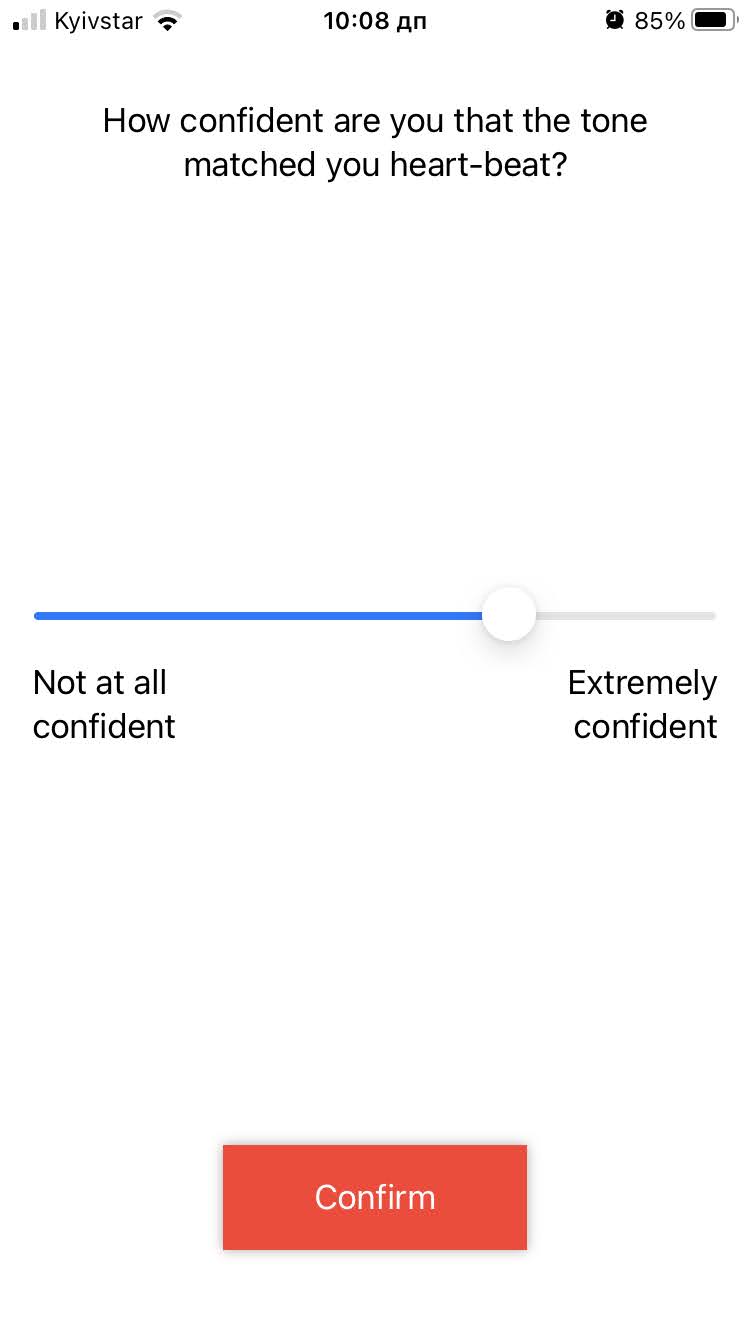 Kyivstar 10:08 дп 85%
How confident are you that the tone
matched you heart-beat?
Not at all Extremely
confident confident
Confirm